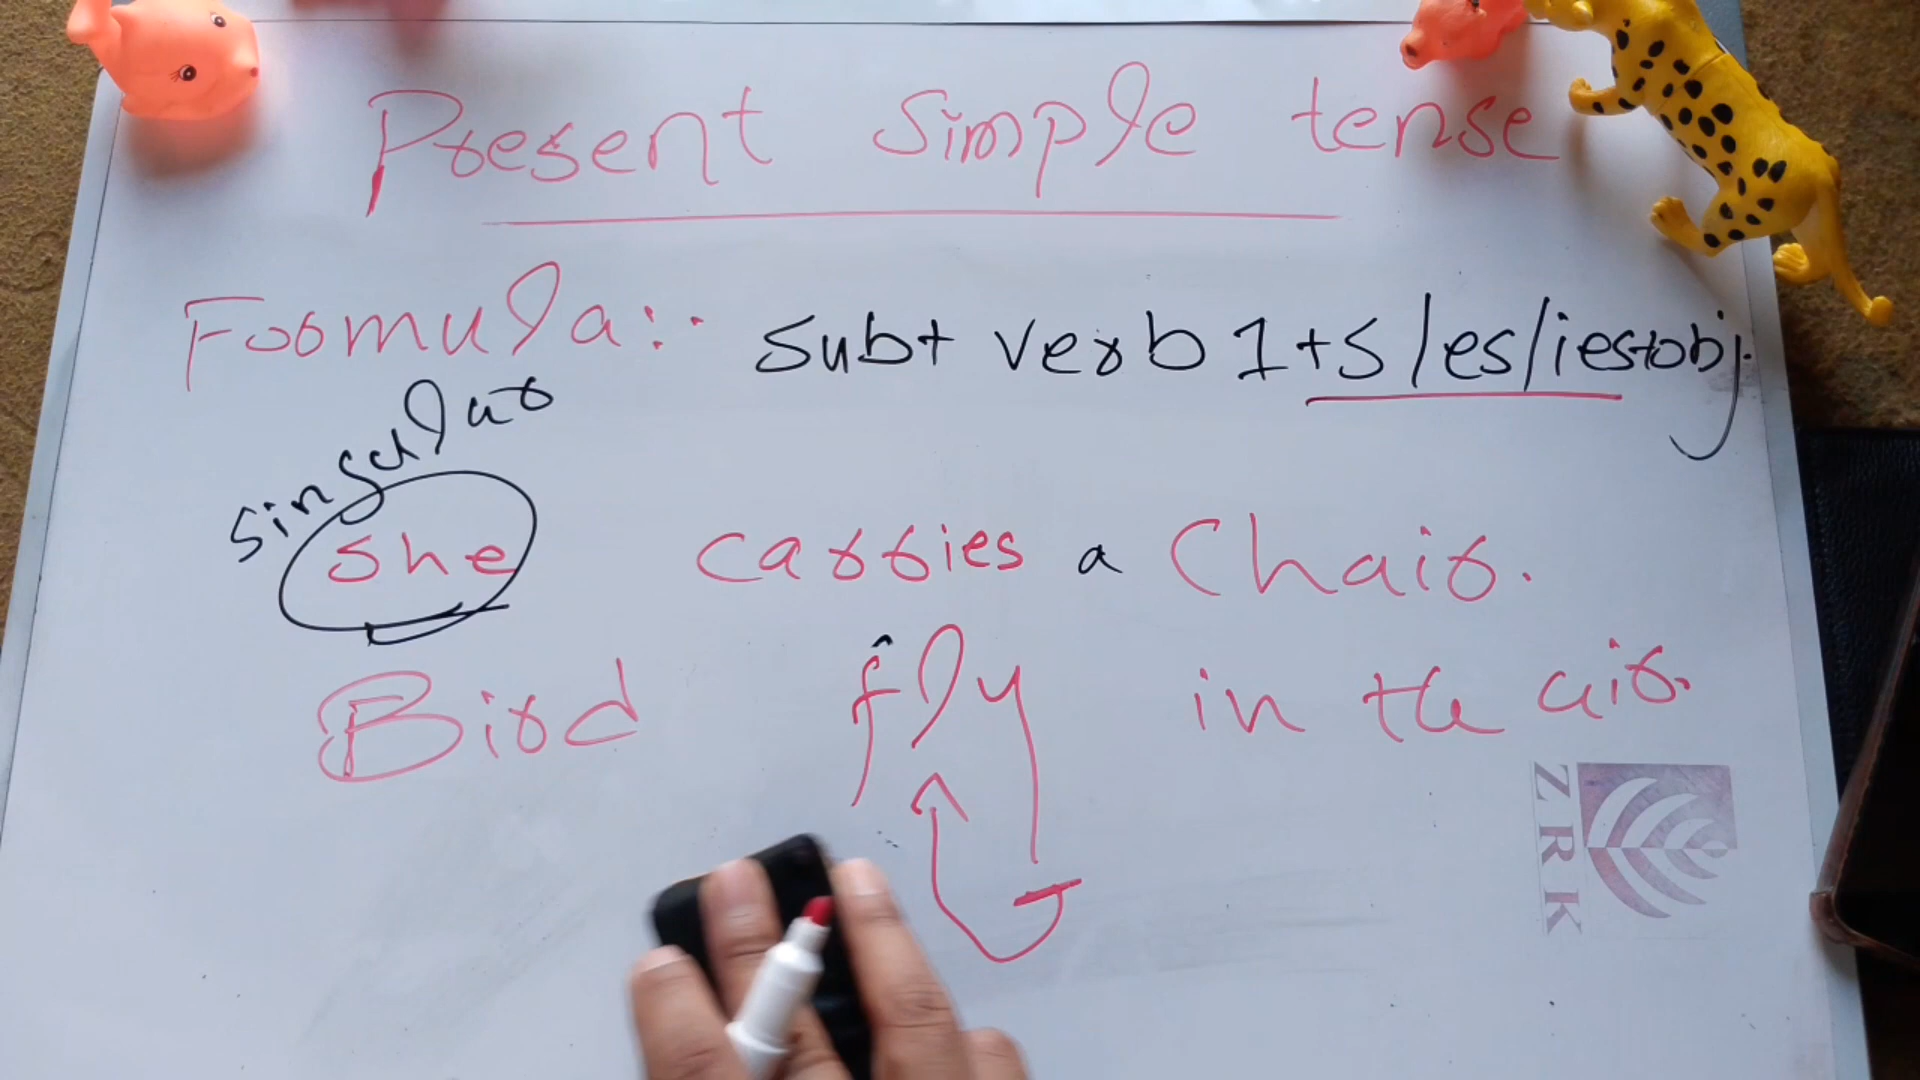 Present Simple tense
Formula:- Sub+ verb 1+s/es/ies+obj.
Singular
She carries a Chair.
Bird fly in the air.
ZRK